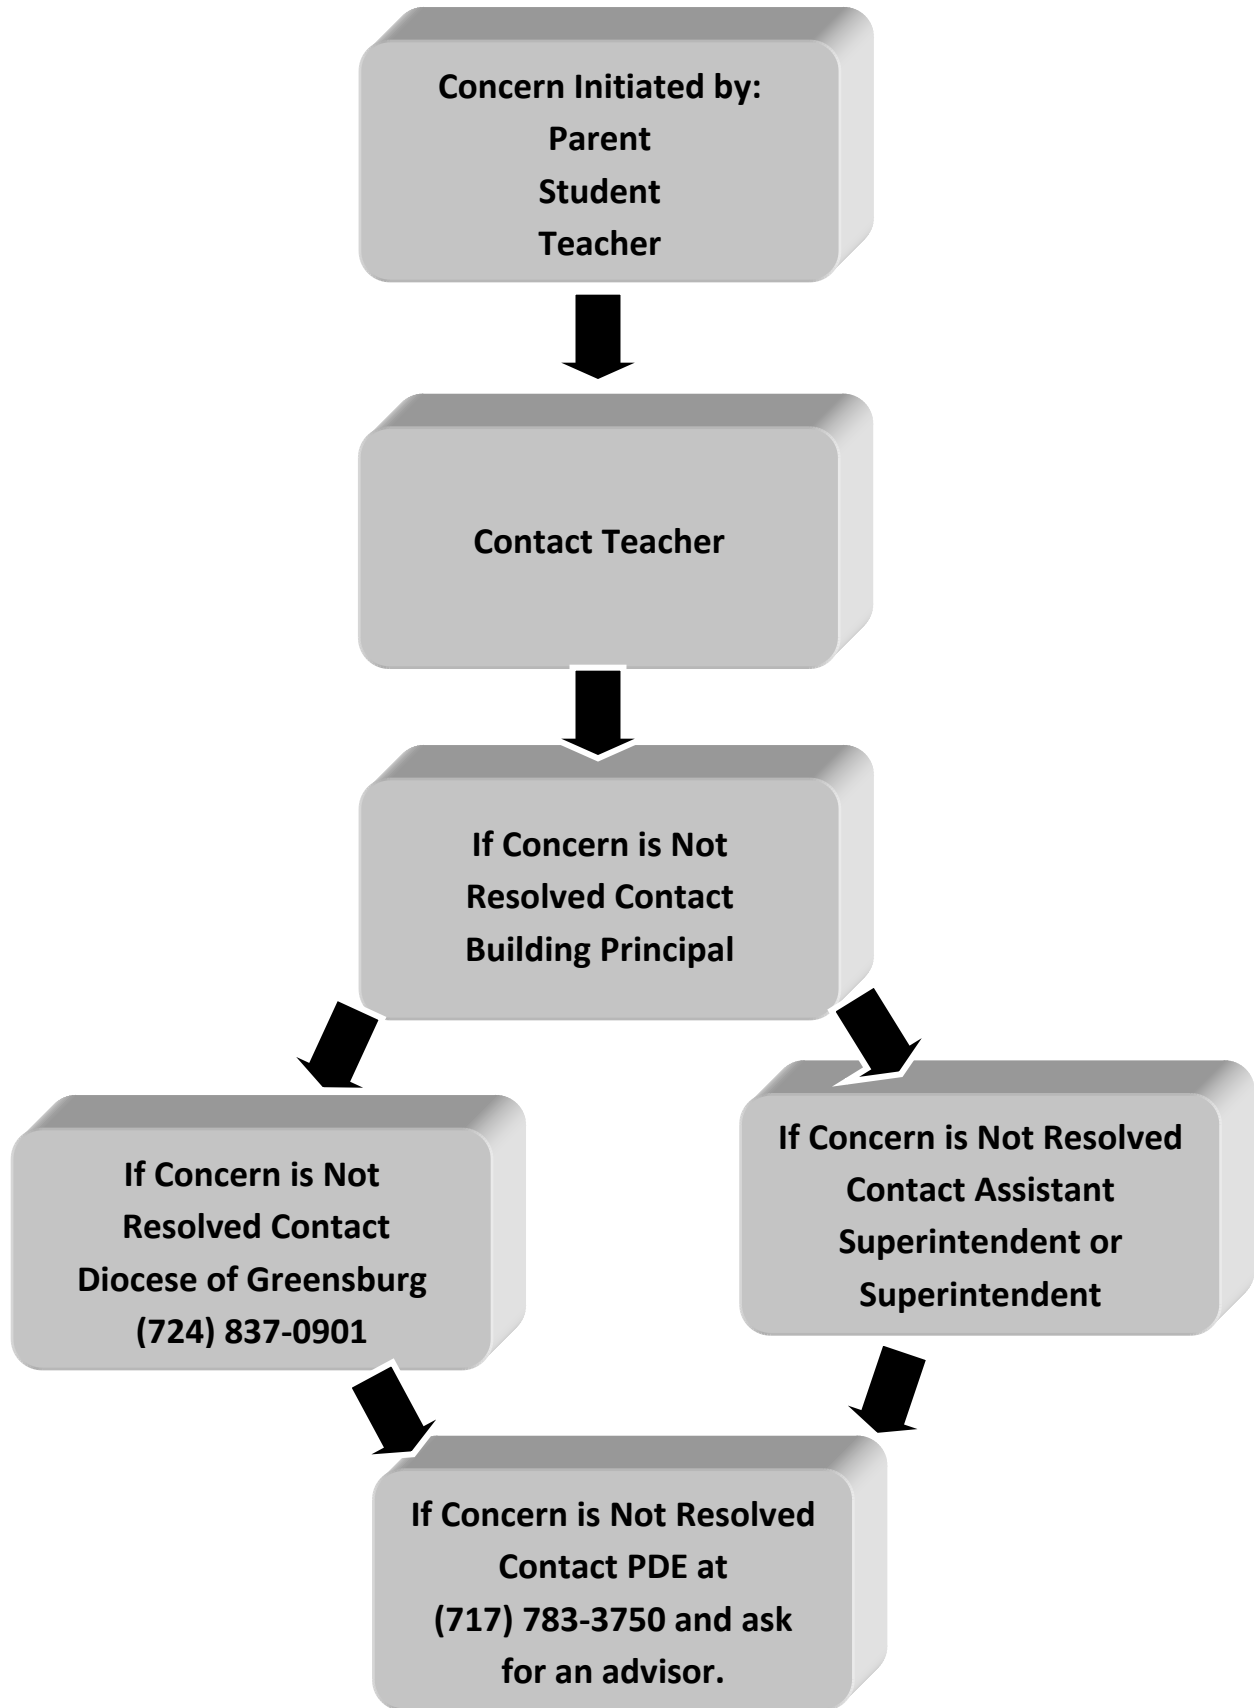 Concern Initiated by:
Parent
Student
Teacher
Contact Teacher
If Concern is Not
Resolved Contact
Building Principal
If Concern is Not
Resolved Contact
Diocese of Greensburg
(724) 837-0901
If Concern is Not Resolved
Contact Assistant
Superintendent or
Superintendent
If Concern is Not Resolved
Contact PDE at
(717) 783-3750 and ask
for an advisor.